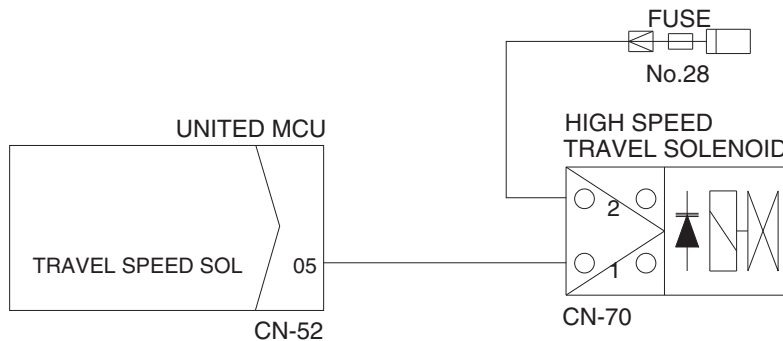 FUSE
No.28
UNITED MCU
HIGH SPEED
TRAVEL SOLENOID
2
TRAVEL SPEED SOL 05
1
CN-52
CN-70